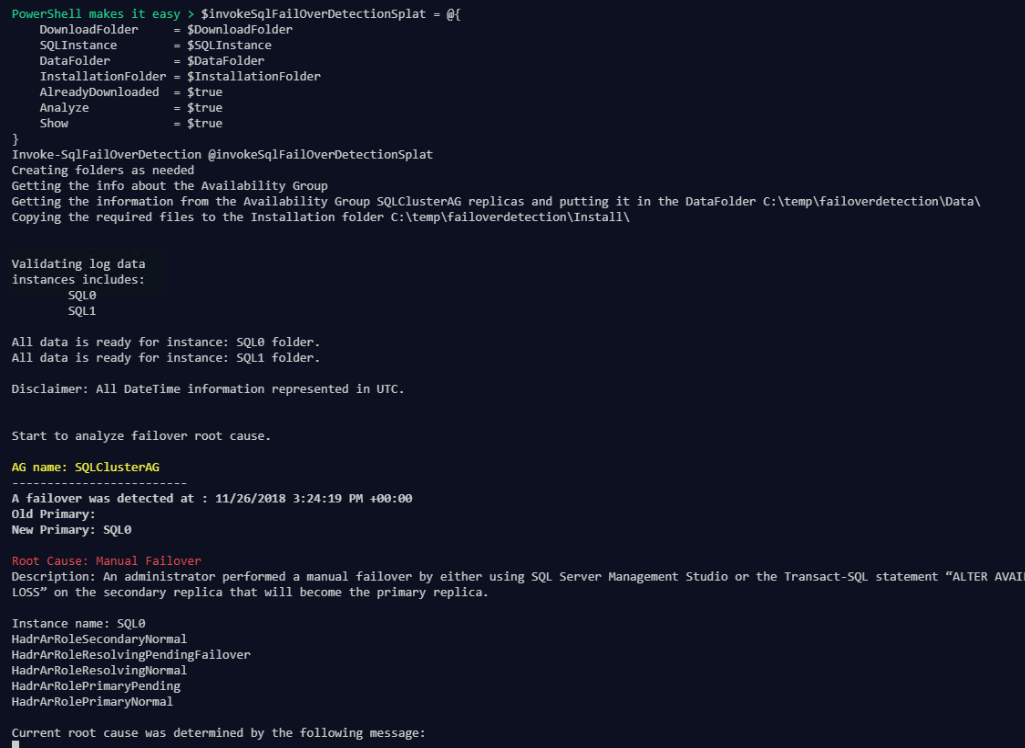 PowerShell makes it easy > $invokeSqlFailOverDetectionSplat = @{
    DownloadFolder     = $DownloadFolder
    SQLInstance        = $SQLInstance
    DataFolder         = $DataFolder
    InstallationFolder = $InstallationFolder
    AlreadyDownloaded  = $true
    Analyze            = $true
    Show               = $true
}
Invoke-SqlFailOverDetection @invokeSqlFailOverDetectionSplat
Creating folders as needed
Getting the info about the Availability Group
Getting the information from the Availability Group SQLClusterAG replicas and putting it in the DataFolder C:\temp\failoverdetection\Data\
Copying the required files to the Installation folder C:\temp\failoverdetection\Install\
Validating log data
instances includes:
        SQL0
        SQL1
All data is ready for instance: SQL0 folder.
All data is ready for instance: SQL1 folder.
Disclaimer: All DateTime information represented in UTC.
Start to analyze failover root cause.
AG name: SQLClusterAG
-------------------------
A failover was detected at : 11/26/2018 3:24:19 PM +00:00
Old Primary:
New Primary: SQL0
Root Cause: Manual Failover
Description: An administrator performed a manual failover by either using SQL Server Management Studio or the Transact-SQL statement “ALTER AVAI
LOSS” on the secondary replica that will become the primary replica.
Instance name: SQL0
HadrArRoleSecondaryNormal
HadrArRoleResolvingPendingFailover
HadrArRoleResolvingNormal
HadrArRolePrimaryPending
HadrArRolePrimaryNormal
Current root cause was determined by the following message: